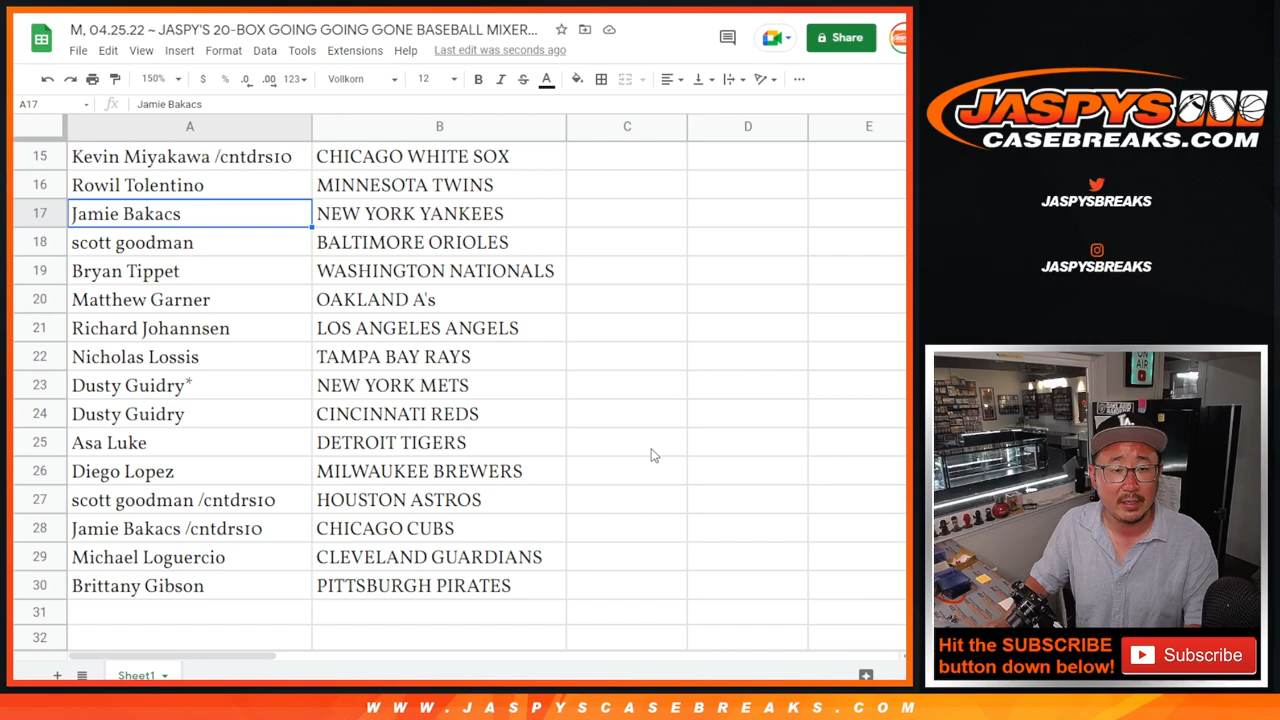 M, 04.25.22 ~ JASPY'S 20-BOX GOING GOING GONE BASEBALL MIXER...
File Edit View Insert Format Data Tools Extensions Help Last edit was seconds ago
Share
150% $ % .0 .00 123 Vollkorn 12 B I S A
A17 fx Jamie Bakacs
A B C D E
15 Kevin Miyakawa /cntdrs10 CHICAGO WHITE SOX
16 Rowil Tolentino MINNESOTA TWINS
17 Jamie Bakacs NEW YORK YANKEES
18 scott goodman BALTIMORE ORIOLES
19 Bryan Tippet WASHINGTON NATIONALS
20 Matthew Garner OAKLAND A's
21 Richard Johannsen LOS ANGELES ANGELS
22 Nicholas Lossis TAMPA BAY RAYS
23 Dusty Guidry* NEW YORK METS
24 Dusty Guidry CINCINNATI REDS
25 Asa Luke DETROIT TIGERS
26 Diego Lopez MILWAUKEE BREWERS
27 scott goodman /cntdrs10 HOUSTON ASTROS
28 Jamie Bakacs /cntdrs10 CHICAGO CUBS
29 Michael Loguercio CLEVELAND GUARDIANS
30 Brittany Gibson PITTSBURGH PIRATES
31
32
Sheet1
JASPYS
CASEBREAKS.COM
JASPYSBREAKS
JASPYSBREAKS
ON
AIR
Hit the SUBSCRIBE
button down below!
Subscribe
WWW.JASPYSCASEBREAKS.COM